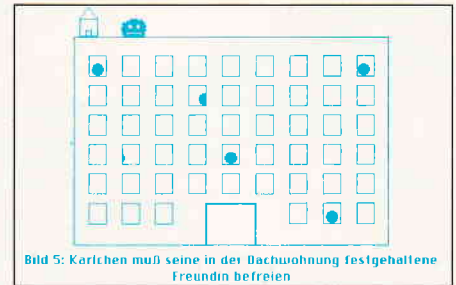 Bild 5: Karlchen muß seine in der Dachwohnung festgehaltene
Freundin befreien